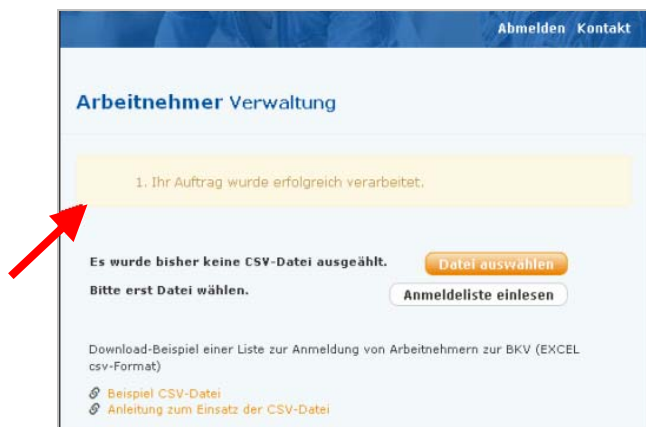 Abmelden Kontakt
Arbeitnehmer Verwaltung
1. Ihr Auftrag wurde erfolgreich verarbeitet.
Es wurde bisher keine CSV-Datei ausgeählt.
Datei auswählen
Bitte erst Datei wählen.
Anmeldeliste einlesen
Download-Beispiel einer Liste zur Anmeldung von Arbeitnehmern zur BKV (EXCEL
csv-Format)
Beispiel CSV-Datei
Anleitung zum Einsatz der CSV-Datei